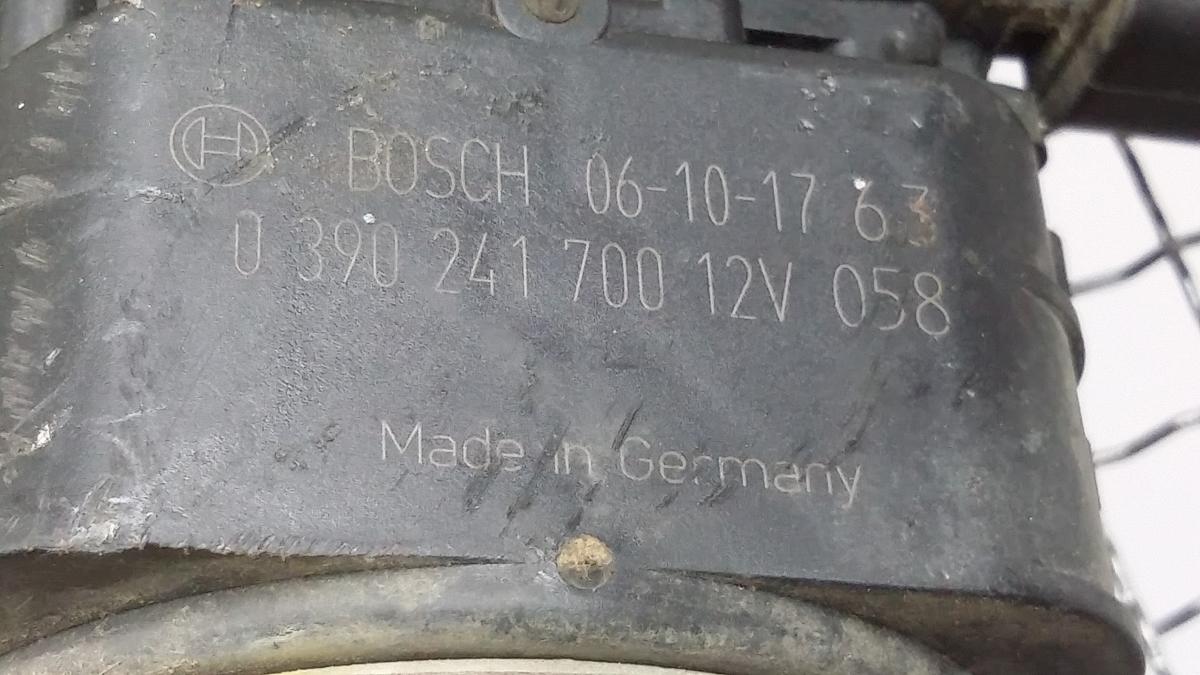 BOSCH 06-10-17 63
0 390 241 700 12V 058
Made in Germany